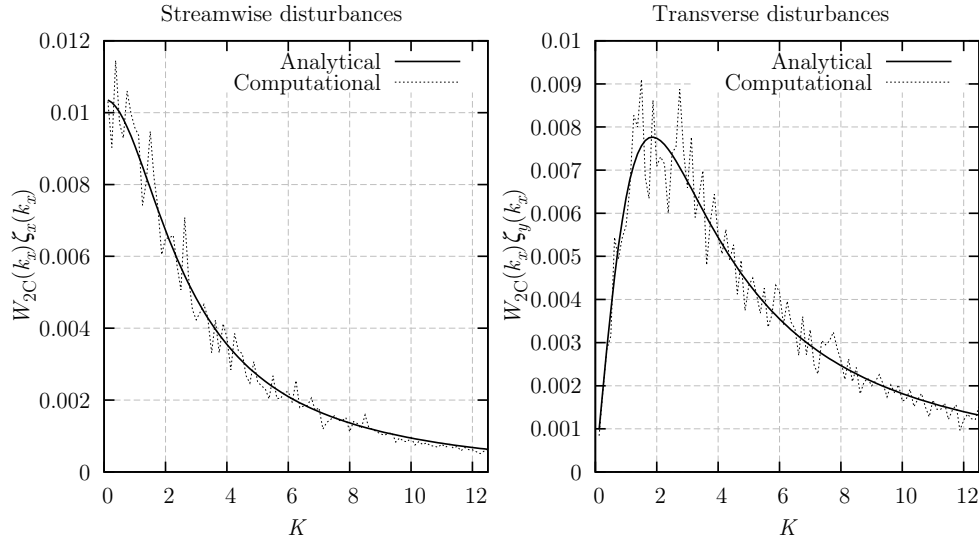 Streamwise disturbances
0.012
0.01
0.008
0.006
0.004
0.002
0
W2C(kx)ζx(kx)
Analytical
Computational
0 2 4 6 8 10 12
K
Transverse disturbances
0.01
0.009
0.008
0.007
0.006
0.005
0.004
0.003
0.002
0.001
0
W2C(kx)ζy(kx)
Analytical
Computational
0 2 4 6 8 10 12
K